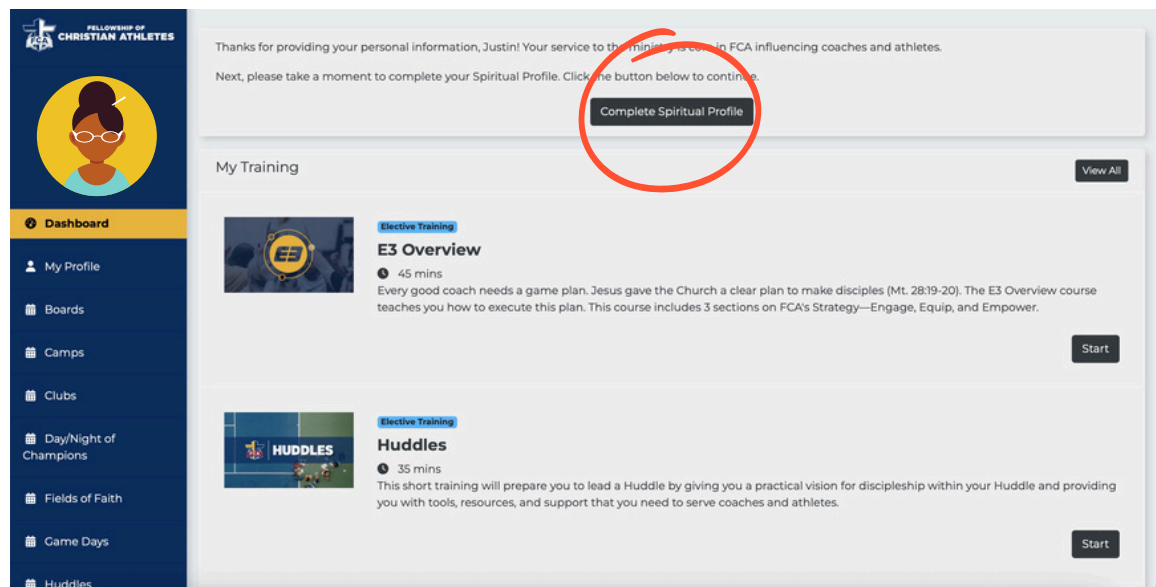 FELLOWSHIP OF
CHRISTIAN ATHLETES
FCA
Dashboard
My Profile
Boards
Camps
Clubs
Day/Night of
Champions
Fields of Faith
Game Days
Huddles
Thanks for providing your personal information, Justin! Your service to the ministry is core in FCA influencing coaches and athletes.
Next, please take a moment to complete your Spiritual Profile. Click the button below to continue.
Complete Spiritual Profile
My Training
View All
E3
Elective Training
E3 Overview
45 mins
Every good coach needs a game plan. Jesus gave the Church a clear plan to make disciples (Mt. 28:19-20). The E3 Overview course
teaches you how to execute this plan. This course includes 3 sections on FCA's Strategy—Engage, Equip, and Empower.
Start
HUDDLES
Elective Training
Huddles
35 mins
This short training will prepare you to lead a Huddle by giving you a practical vision for discipleship within your Huddle and providing
you with tools, resources, and support that you need to serve coaches and athletes.
Start